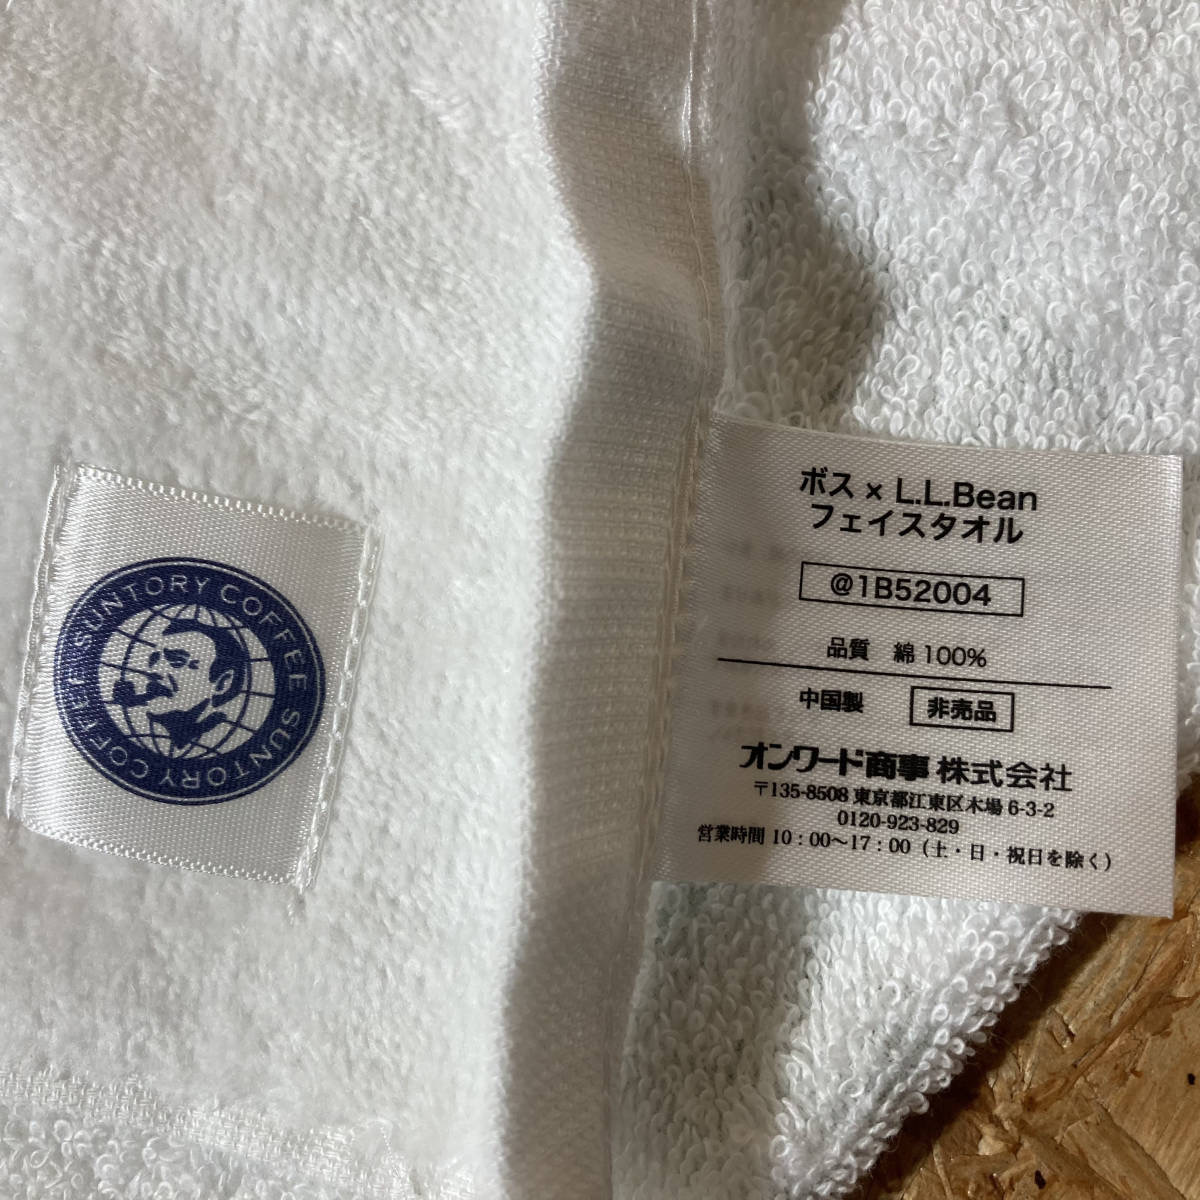 SUNTORY COFFEE SUNTORY COFFEE
ボス × L.L.Bean
フェイスタオル
@1B52004
品質 綿100%
中国製 非売品
オンワード商事 株式会社
〒135-8508 東京都江東区木場 6-3-2
0120-923-829
営業時間 10：00～17：00（土・日・祝日を除く）